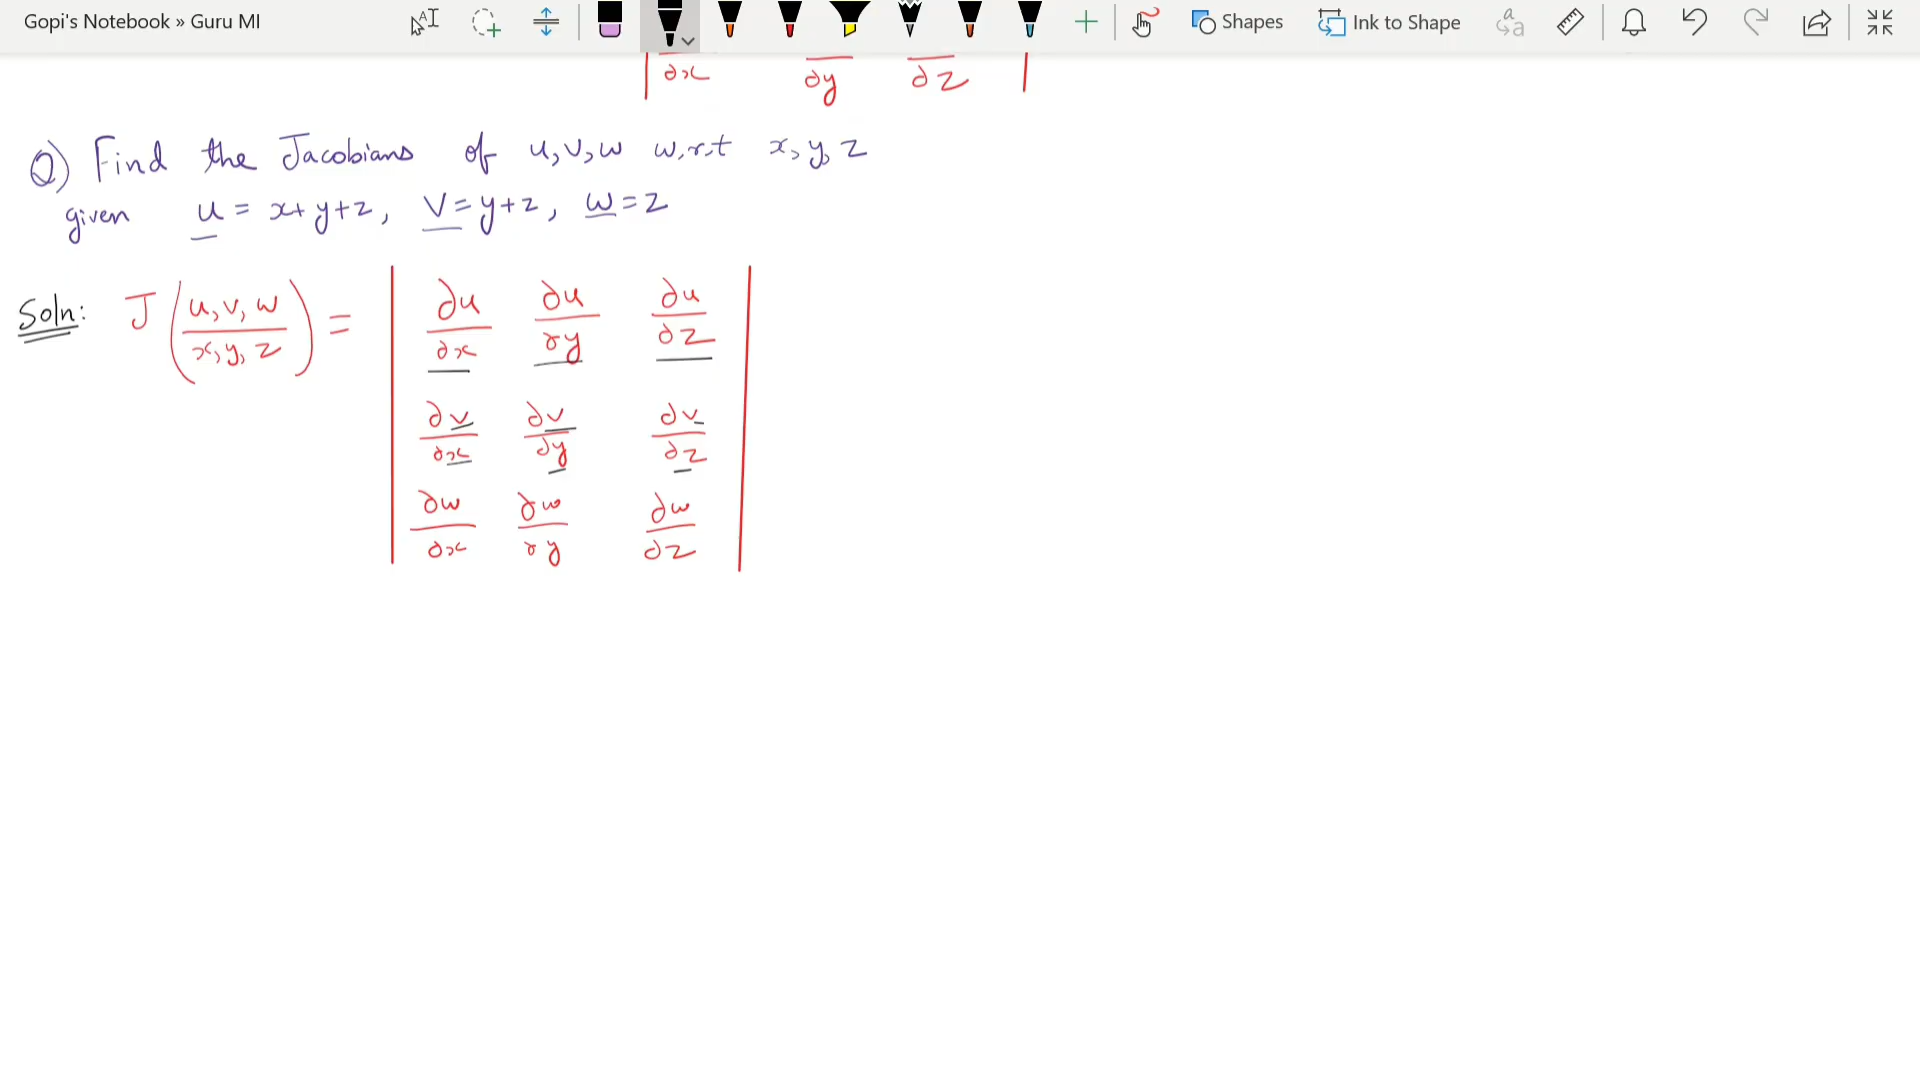 Gopi's Notebook » Guru MI
Shapes
Ink to Shape
∂x ∂y ∂z
Q) Find the Jacobians of u,v,w w.r.t x,y,z
given u = x+y+z, v=y+z, w=z
Soln: J (u,v,w / x,y,z) = | ∂u/∂x ∂u/∂y ∂u/∂z |
∂v/∂x ∂v/∂y ∂v/∂z
∂w/∂x ∂w/∂y ∂w/∂z